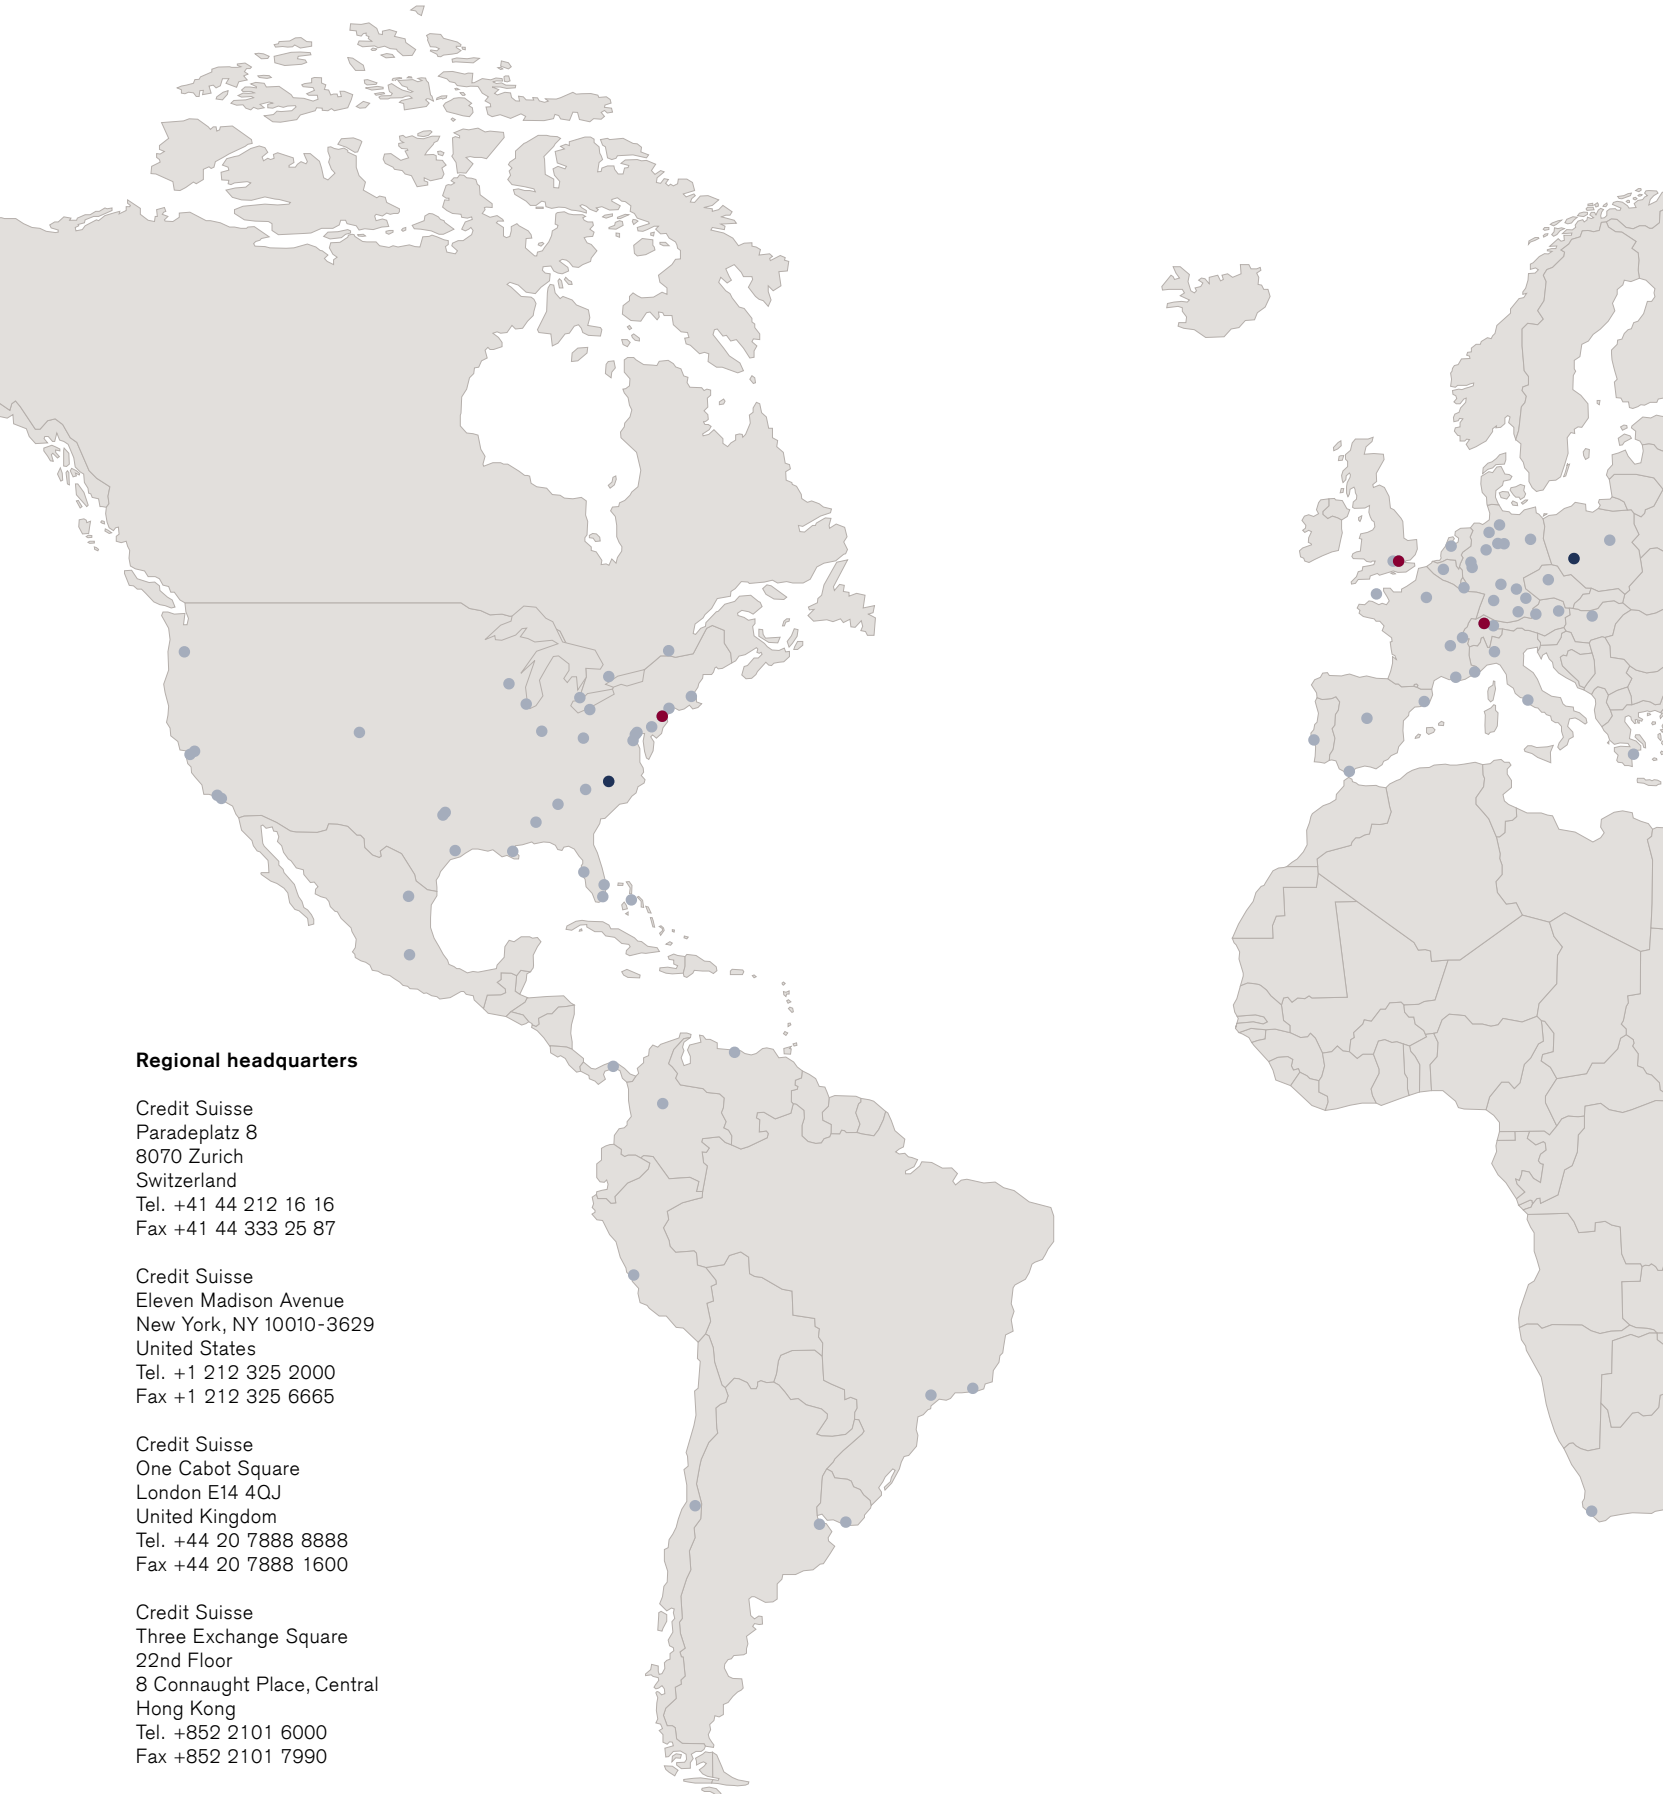 Regional headquarters
Credit Suisse
Paradeplatz 8
8070 Zurich
Switzerland
Tel. +41 44 212 16 16
Fax +41 44 333 25 87
Credit Suisse
Eleven Madison Avenue
New York, NY 10010-3629
United States
Tel. +1 212 325 2000
Fax +1 212 325 6665
Credit Suisse
One Cabot Square
London E14 4QJ
United Kingdom
Tel. +44 20 7888 8888
Fax +44 20 7888 1600
Credit Suisse
Three Exchange Square
22nd Floor
8 Connaught Place, Central
Hong Kong
Tel. +852 2101 6000
Fax +852 2101 7990